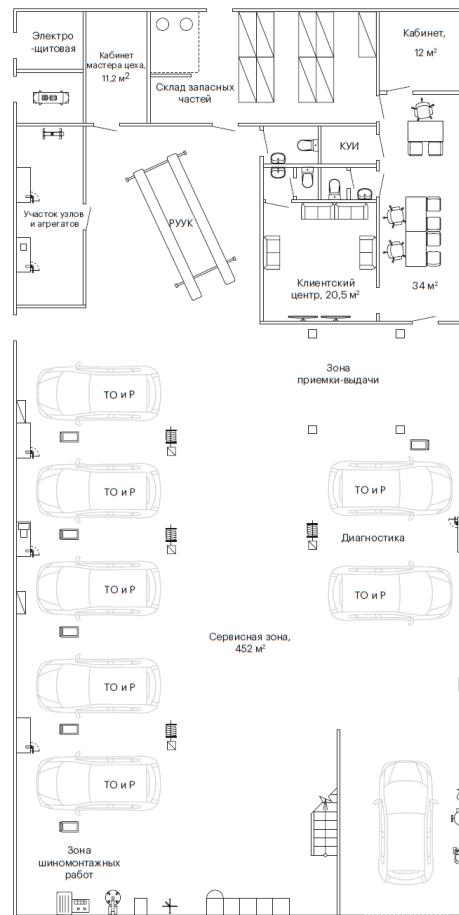 Электро
-щитовая
Кабинет
мастера цеха,
11,2 м²
Склад запасных
частей
Кабинет,
12 м²
КУИ
Участок узлов
и агрегатов
РУУК
Клиентский
центр, 20,5 м²
34 м²
Зона
приемки-выдачи
ТО и Р
ТО и Р
ТО и Р
Диагностика
ТО и Р
ТО и Р
Сервисная зона,
452 м²
ТО и Р
ТО и Р
Зона
шиномонтажных
работ